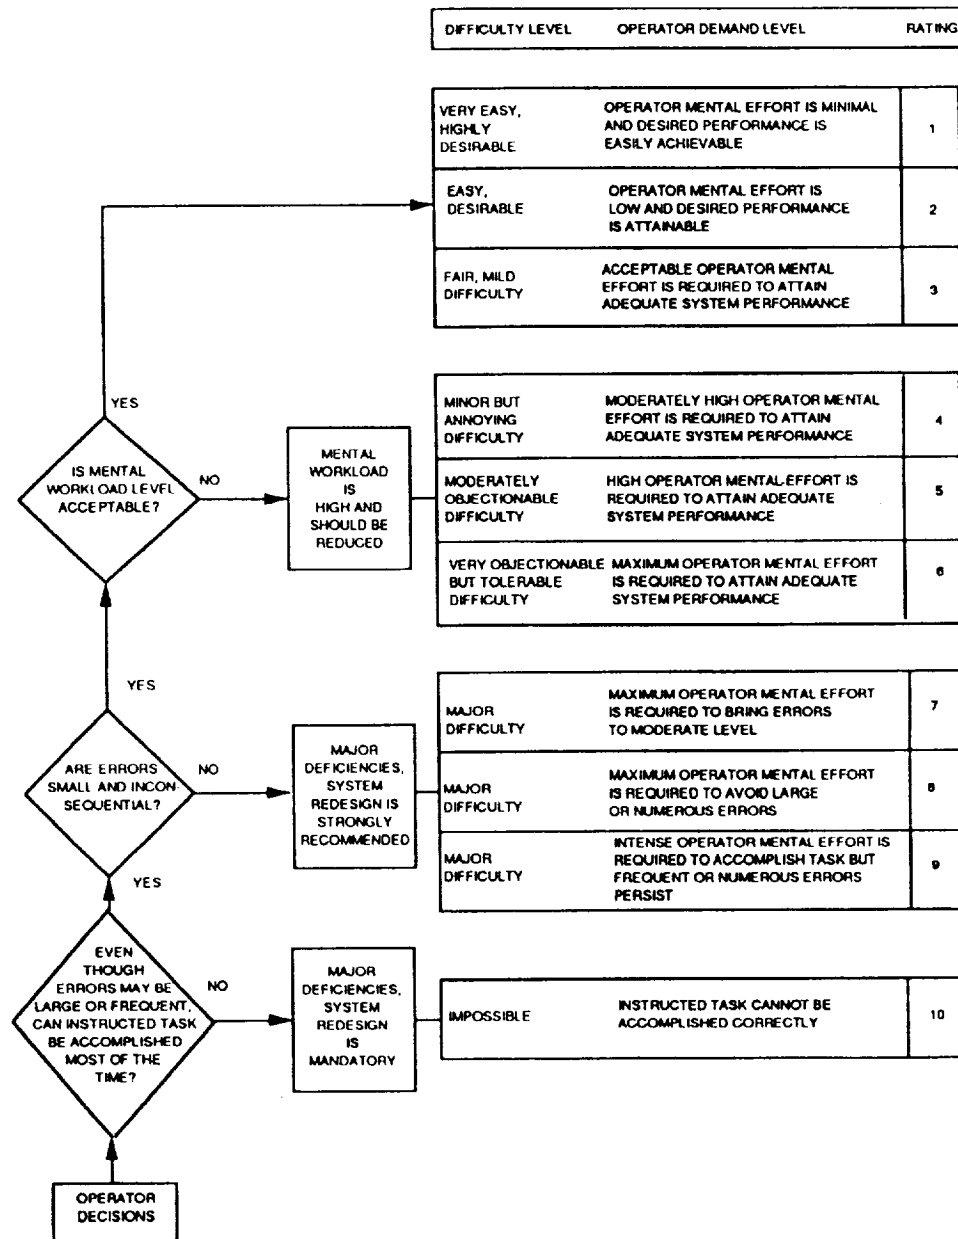 DIFFICULTY LEVEL OPERATOR DEMAND LEVEL RATING
VERY EASY,
HIGHLY
DESIRABLE
OPERATOR MENTAL EFFORT IS MINIMAL
AND DESIRED PERFORMANCE IS
EASILY ACHIEVABLE
1
EASY,
DESIRABLE
OPERATOR MENTAL EFFORT IS
LOW AND DESIRED PERFORMANCE
IS ATTAINABLE
2
FAIR, MILD
DIFFICULTY
ACCEPTABLE OPERATOR MENTAL
EFFORT IS REQUIRED TO ATTAIN
ADEQUATE SYSTEM PERFORMANCE
3
YES
IS MENTAL
WORKLOAD LEVEL
ACCEPTABLE?
NO
MENTAL
WORKLOAD
IS
HIGH AND
SHOULD BE
REDUCED
MINOR BUT
ANNOYING
DIFFICULTY
MODERATELY HIGH OPERATOR MENTAL
EFFORT IS REQUIRED TO ATTAIN
ADEQUATE SYSTEM PERFORMANCE
4
MODERATELY
OBJECTIONABLE
DIFFICULTY
HIGH OPERATOR MENTAL EFFORT IS
REQUIRED TO ATTAIN ADEQUATE
SYSTEM PERFORMANCE
5
VERY OBJECTIONABLE
BUT TOLERABLE
DIFFICULTY
MAXIMUM OPERATOR MENTAL EFFORT
IS REQUIRED TO ATTAIN ADEQUATE
SYSTEM PERFORMANCE
6
YES
ARE ERRORS
SMALL AND INCON-
SEQUENTIAL?
NO
MAJOR
DEFICIENCIES,
SYSTEM
REDESIGN IS
STRONGLY
RECOMMENDED
MAJOR
DIFFICULTY
MAXIMUM OPERATOR MENTAL EFFORT
IS REQUIRED TO BRING ERRORS
TO MODERATE LEVEL
7
MAJOR
DIFFICULTY
MAXIMUM OPERATOR MENTAL EFFORT
IS REQUIRED TO AVOID LARGE
OR NUMEROUS ERRORS
8
MAJOR
DIFFICULTY
INTENSE OPERATOR MENTAL EFFORT IS
REQUIRED TO ACCOMPLISH TASK BUT
FREQUENT OR NUMEROUS ERRORS
PERSIST
9
YES
EVEN
THOUGH
ERRORS MAY BE
LARGE OR FREQUENT,
CAN INSTRUCTED TASK
BE ACCOMPLISHED
MOST OF THE
TIME?
NO
MAJOR
DEFICIENCIES,
SYSTEM
REDESIGN
IS
MANDATORY
IMPOSSIBLE
INSTRUCTED TASK CANNOT BE
ACCOMPLISHED CORRECTLY
10
OPERATOR
DECISIONS